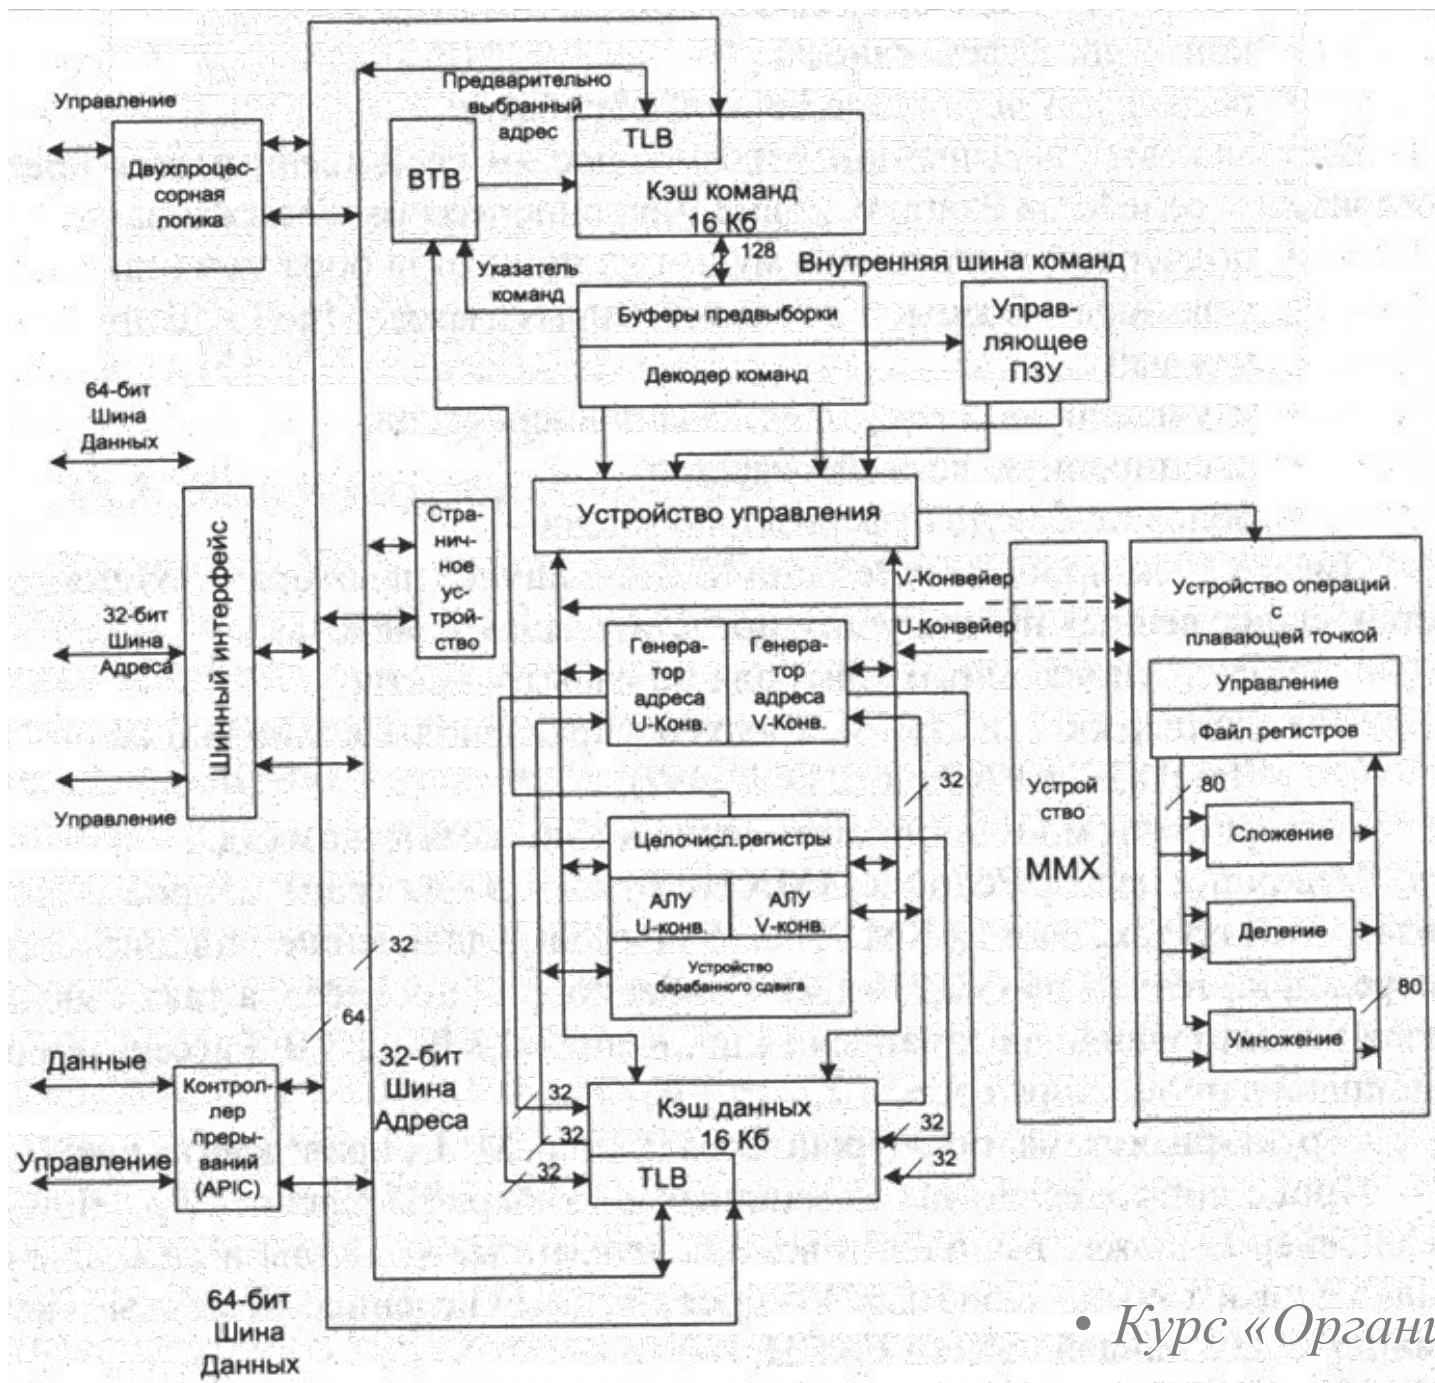 Управление
Двухпроцес-
сорная
логика
Предварительно
выбранный
адрес
BTB
TLB
Кэш команд
16 Кб
128
Внутренняя шина команд
Указатель
команд
Буферы предвыборки
Декодер команд
Управ-
ляющее
ПЗУ
64-бит
Шина
Данных
32-бит
Шина
Адреса
Управление
Шинный интерфейс
Стра-
нич-
ное
ус-
трой-
ство
Устройство управления
V-Конвейер
U-Конвейер
Генера-
тор
адреса
U-Конв.
Генера-
тор
адреса
V-Конв.
32
Целочисл.регистры
АЛУ
U-конв.
АЛУ
V-конв.
Устройство
барабанного сдвига
Устрой
ство
MMX
Устройство операций
с
плавающей точкой
Управление
Файл регистров
80
Сложение
Деление
80
Умножение
32
64
Данные
Управление
Контрол-
лер
преры-
ваний
(APIC)
32-бит
Шина
Адреса
32
32
32
Кэш данных
16 Кб
TLB
32
32
64-бит
Шина
Данных
• Курс «Органи